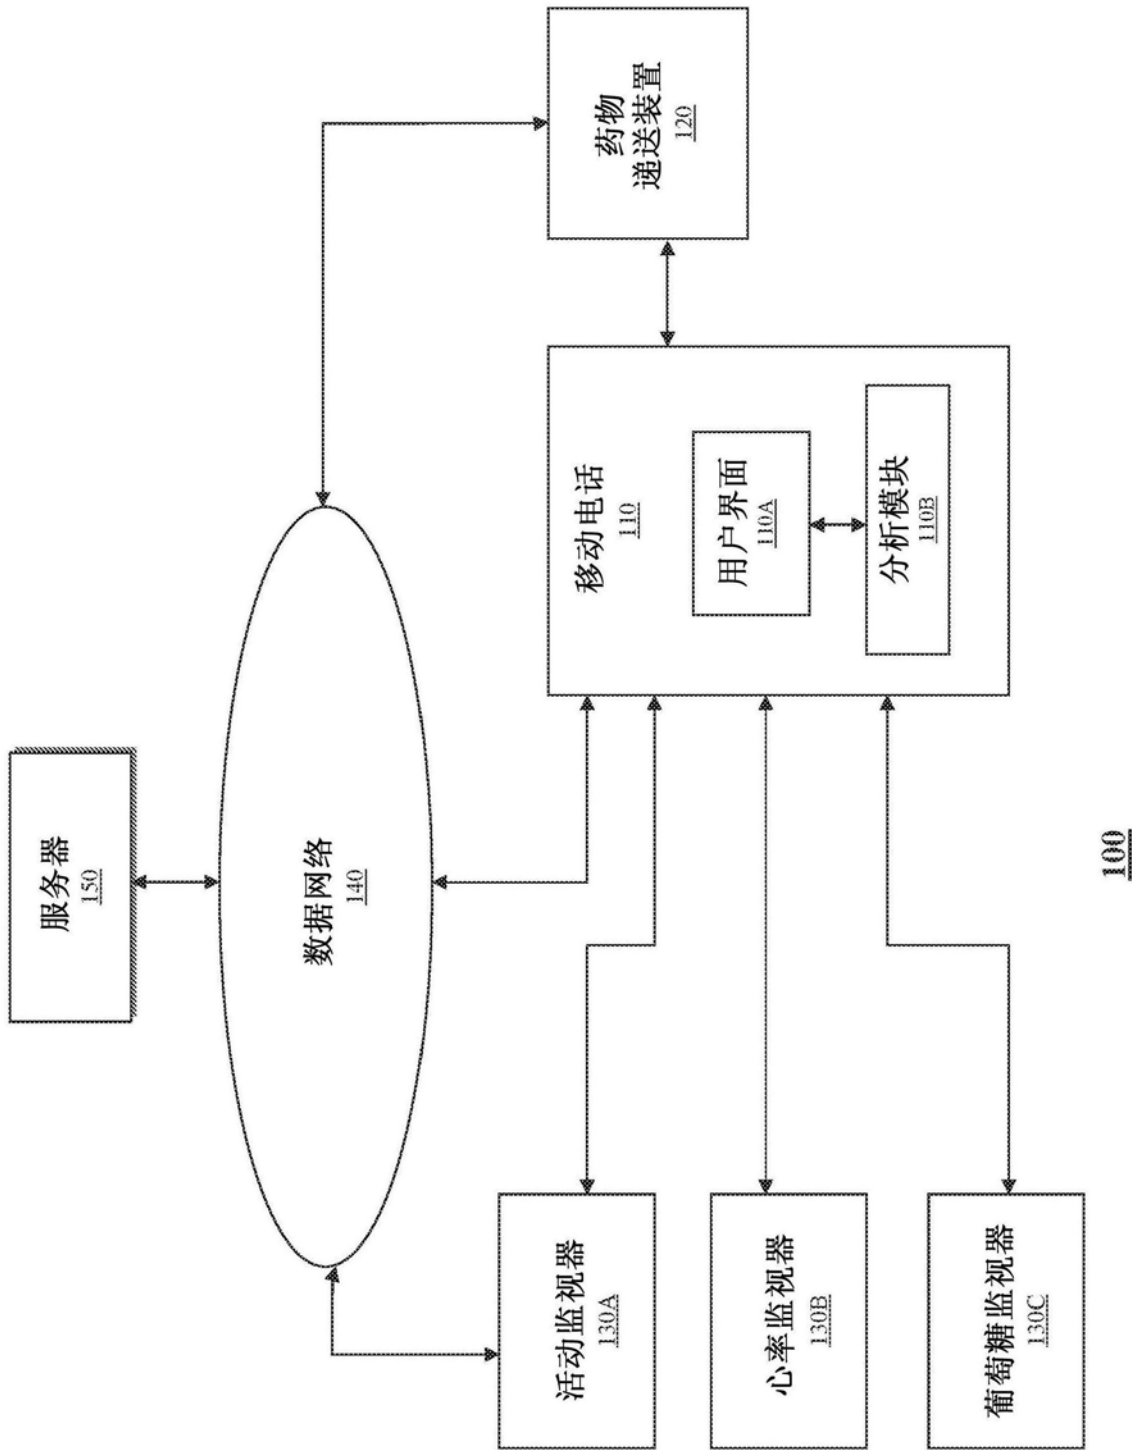 服务器
150
数据网络
140
活动监视器
130A
心率监视器
130B
葡萄糖监视器
130C
移动电话
110
用户界面
110A
分析模块
110B
药物
递送装置
120
100